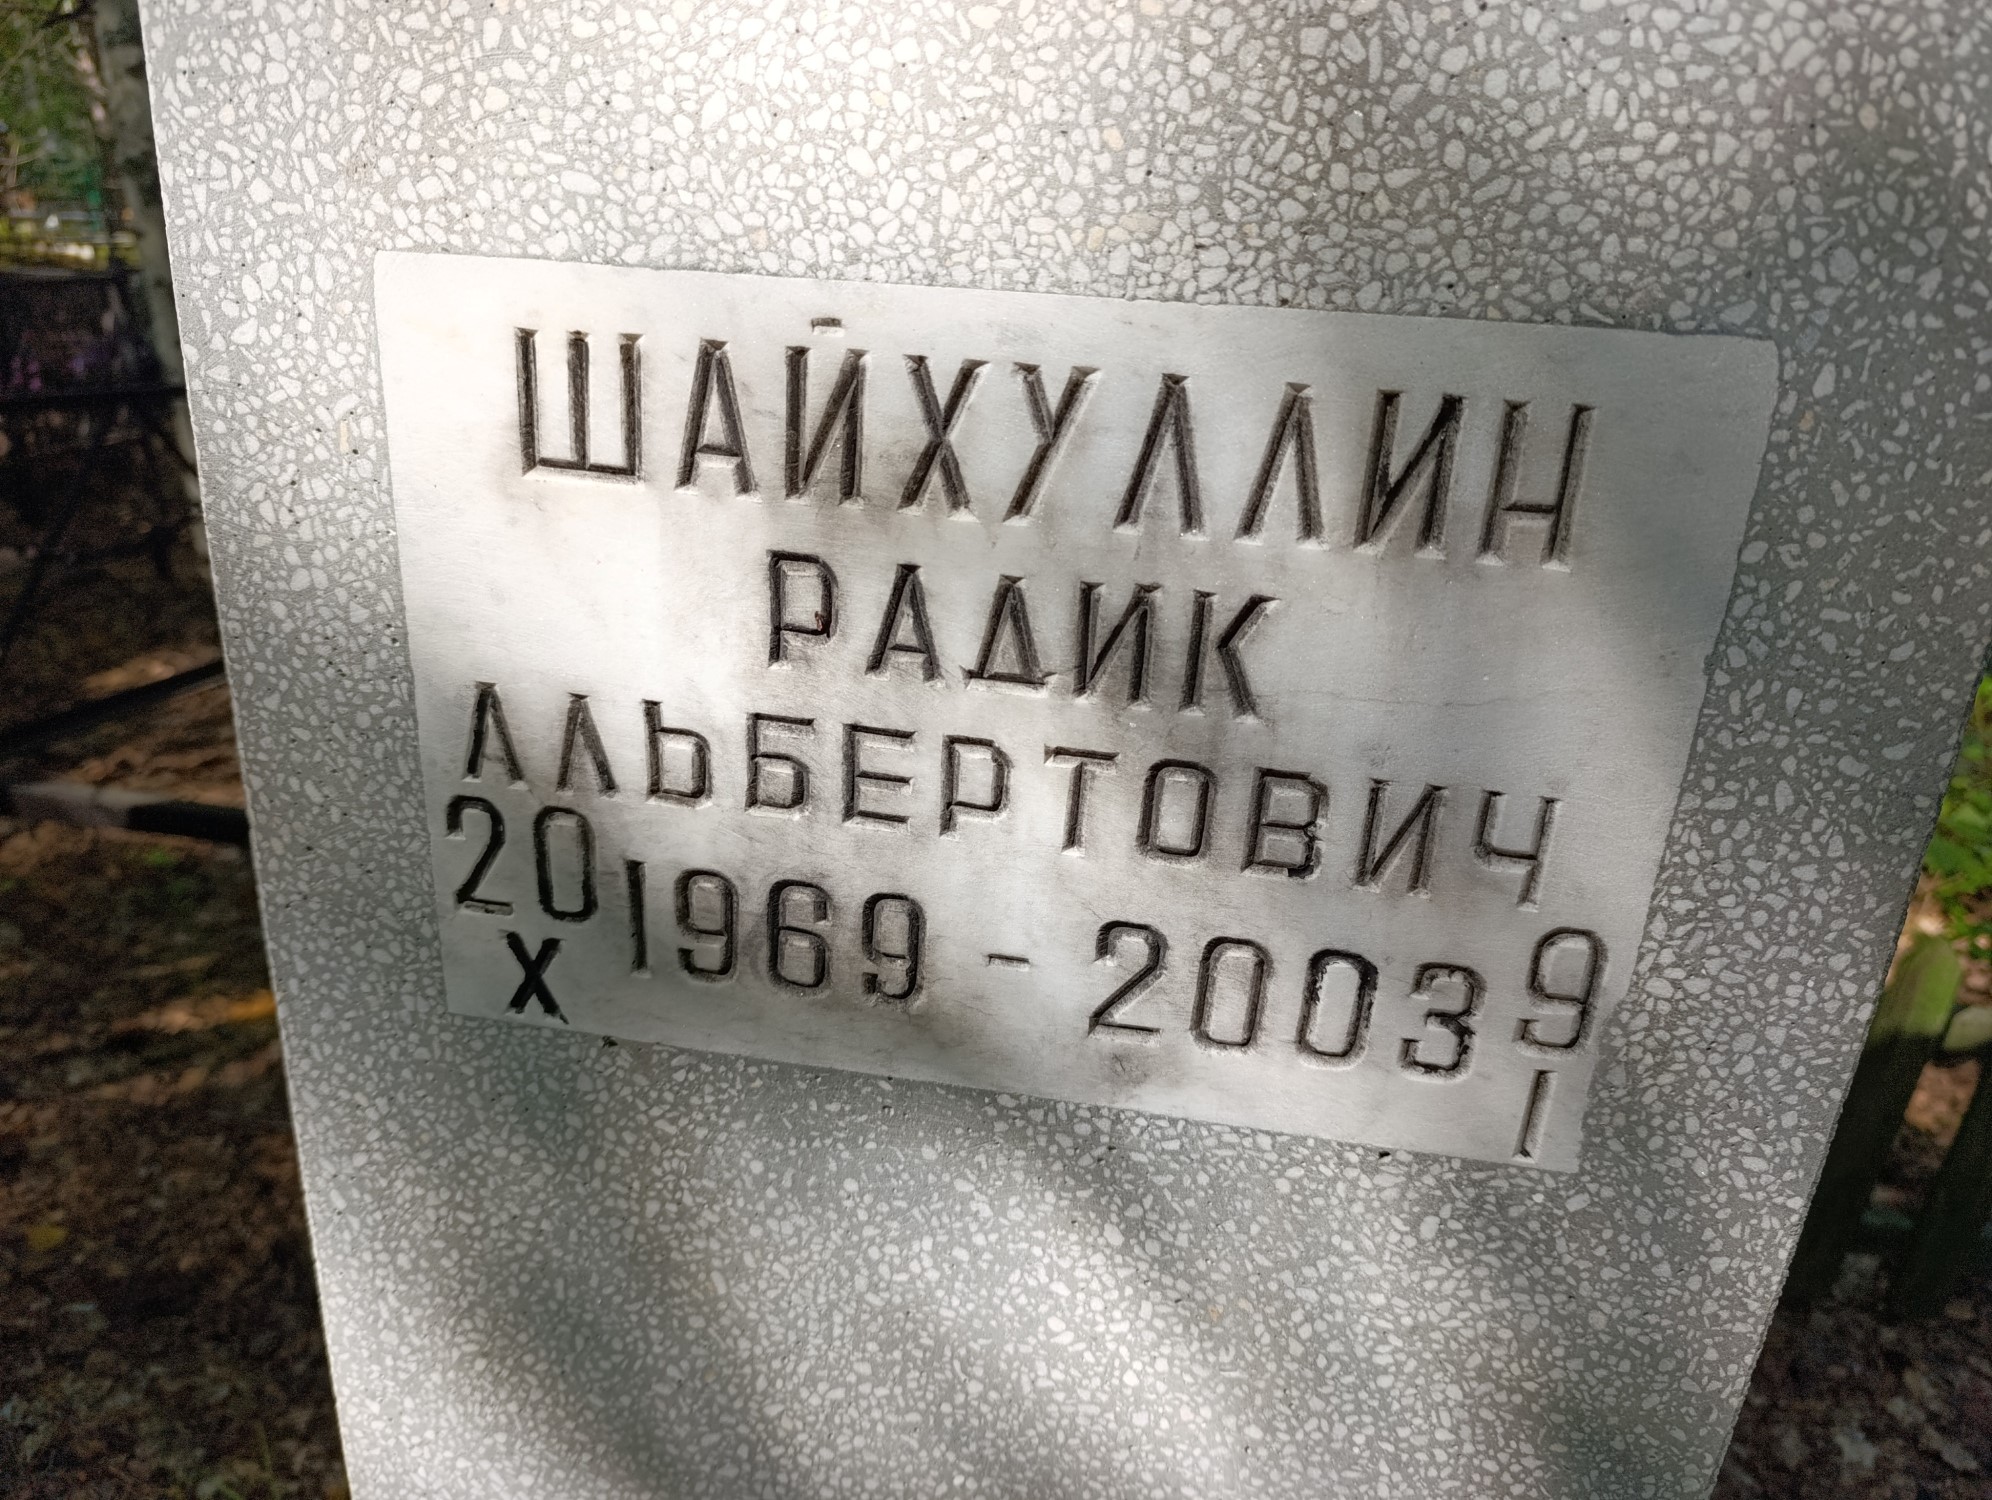 ШАЙХУЛЛИН
РАДИК
АЛЬБЕРТОВИЧ
20 X 1969 - 2003 9 I